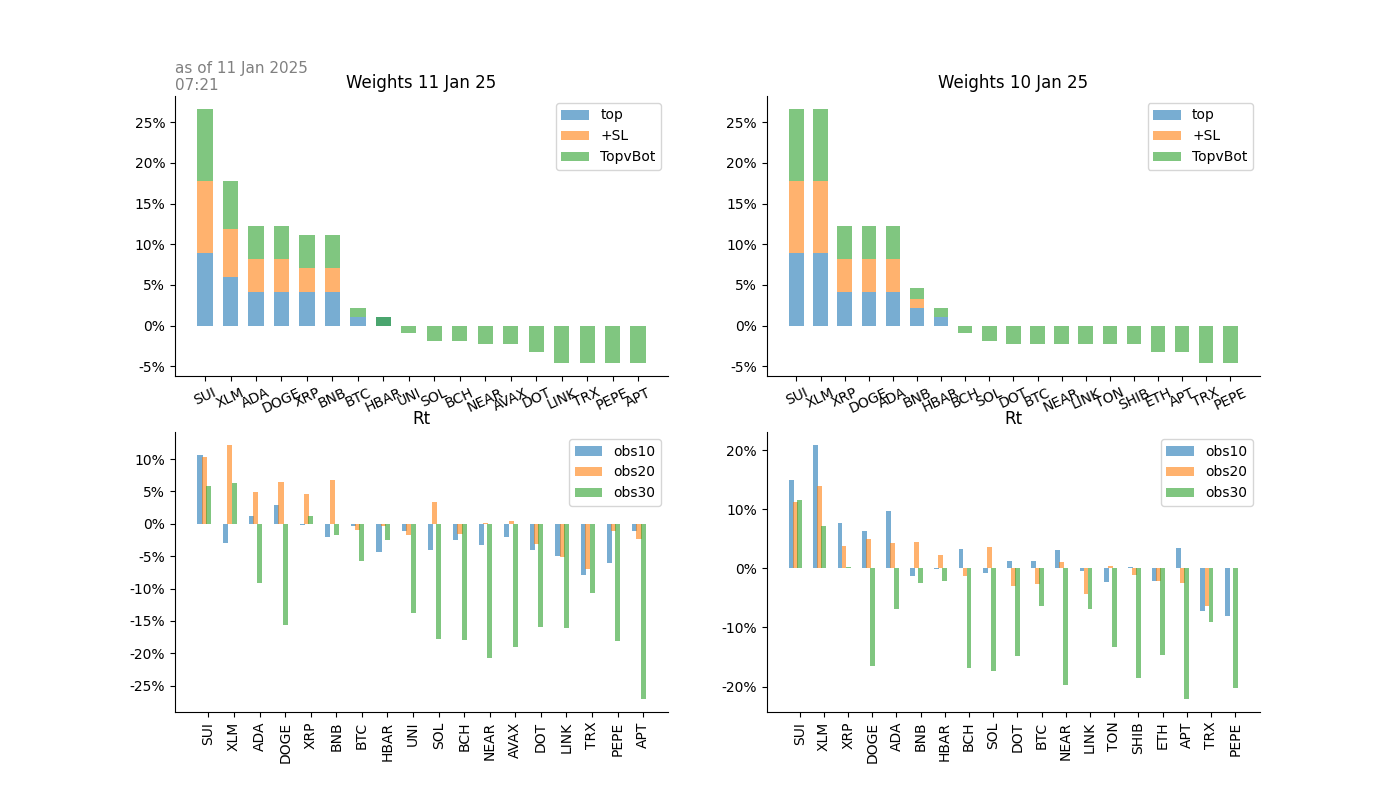 as of 11 Jan 2025
07:21
Weights 11 Jan 25
25%
20%
15%
10%
5%
0%
-5%
top
+SL
TopvBot
SUI
XLM
ADA
DOGE
XRP
BNB
BTC
HBAR
UNI
SOL
BCH
NEAR
AVAX
DOT
LINK
TRX
PEPE
APT
Weights 10 Jan 25
25%
20%
15%
10%
5%
0%
-5%
top
+SL
TopvBot
SUI
XLM
XRP
DOGE
ADA
BNB
HBAR
BCH
SOL
DOT
BTC
NEAR
LINK
TON
SHIB
ETH
APT
TRX
PEPE
Rt
10%
5%
0%
-5%
-10%
-15%
-20%
-25%
obs10
obs20
obs30
SUI
XLM
ADA
DOGE
XRP
BNB
BTC
HBAR
UNI
SOL
BCH
NEAR
AVAX
DOT
LINK
TRX
PEPE
APT
Rt
20%
10%
0%
-10%
-20%
obs10
obs20
obs30
SUI
XLM
XRP
DOGE
ADA
BNB
HBAR
BCH
SOL
DOT
BTC
NEAR
LINK
TON
SHIB
ETH
APT
TRX
PEPE